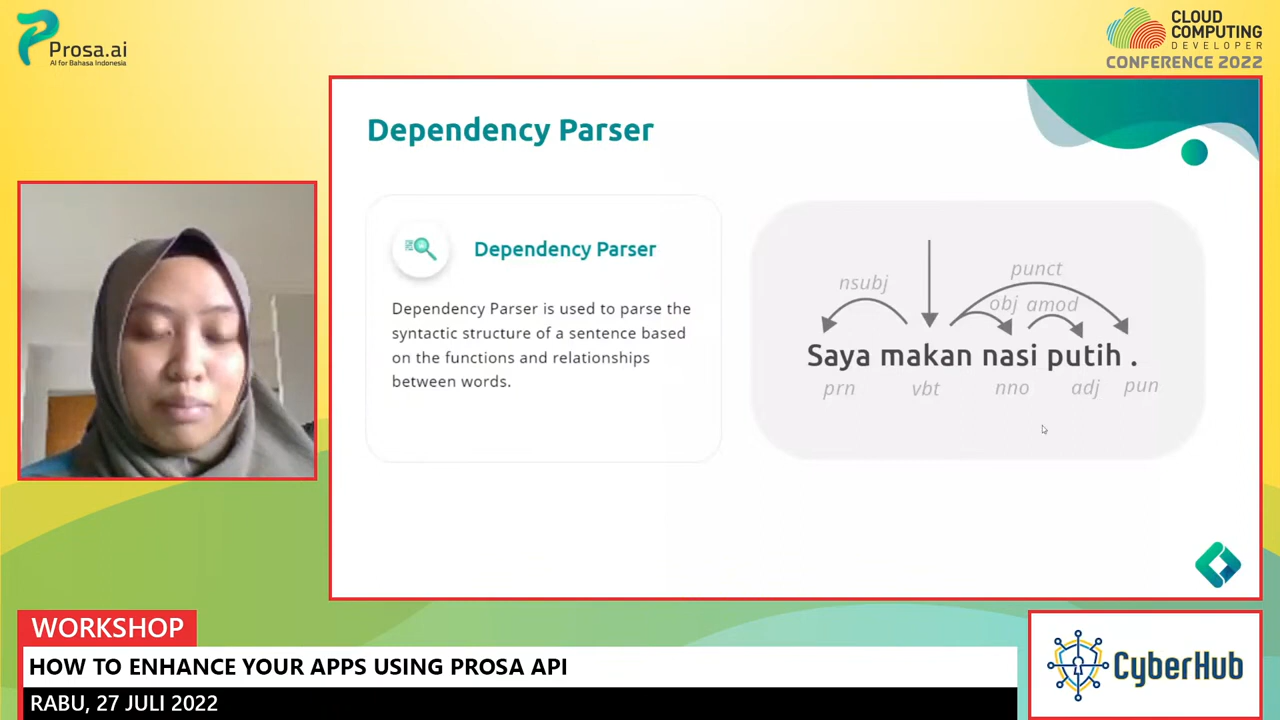 Prosa.ai
AI for Bahasa Indonesia
CLOUD
COMPUTING
DEVELOPER
CONFERENCE 2022
Dependency Parser
Dependency Parser
Dependency Parser is used to parse the
syntactic structure of a sentence based
on the functions and relationships
between words.
punct
nsubj
obj amod
Saya makan nasi putih .
prn vbt nno adj pun
WORKSHOP
HOW TO ENHANCE YOUR APPS USING PROSA API
RABU, 27 JULI 2022
CyberHub